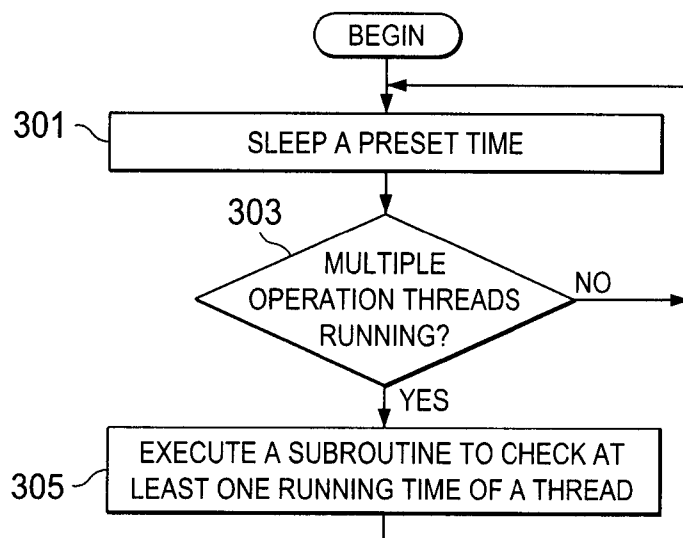 BEGIN
301
SLEEP A PRESET TIME
303
MULTIPLE
OPERATION THREADS
RUNNING?
NO
YES
305
EXECUTE A SUBROUTINE TO CHECK AT
LEAST ONE RUNNING TIME OF A THREAD